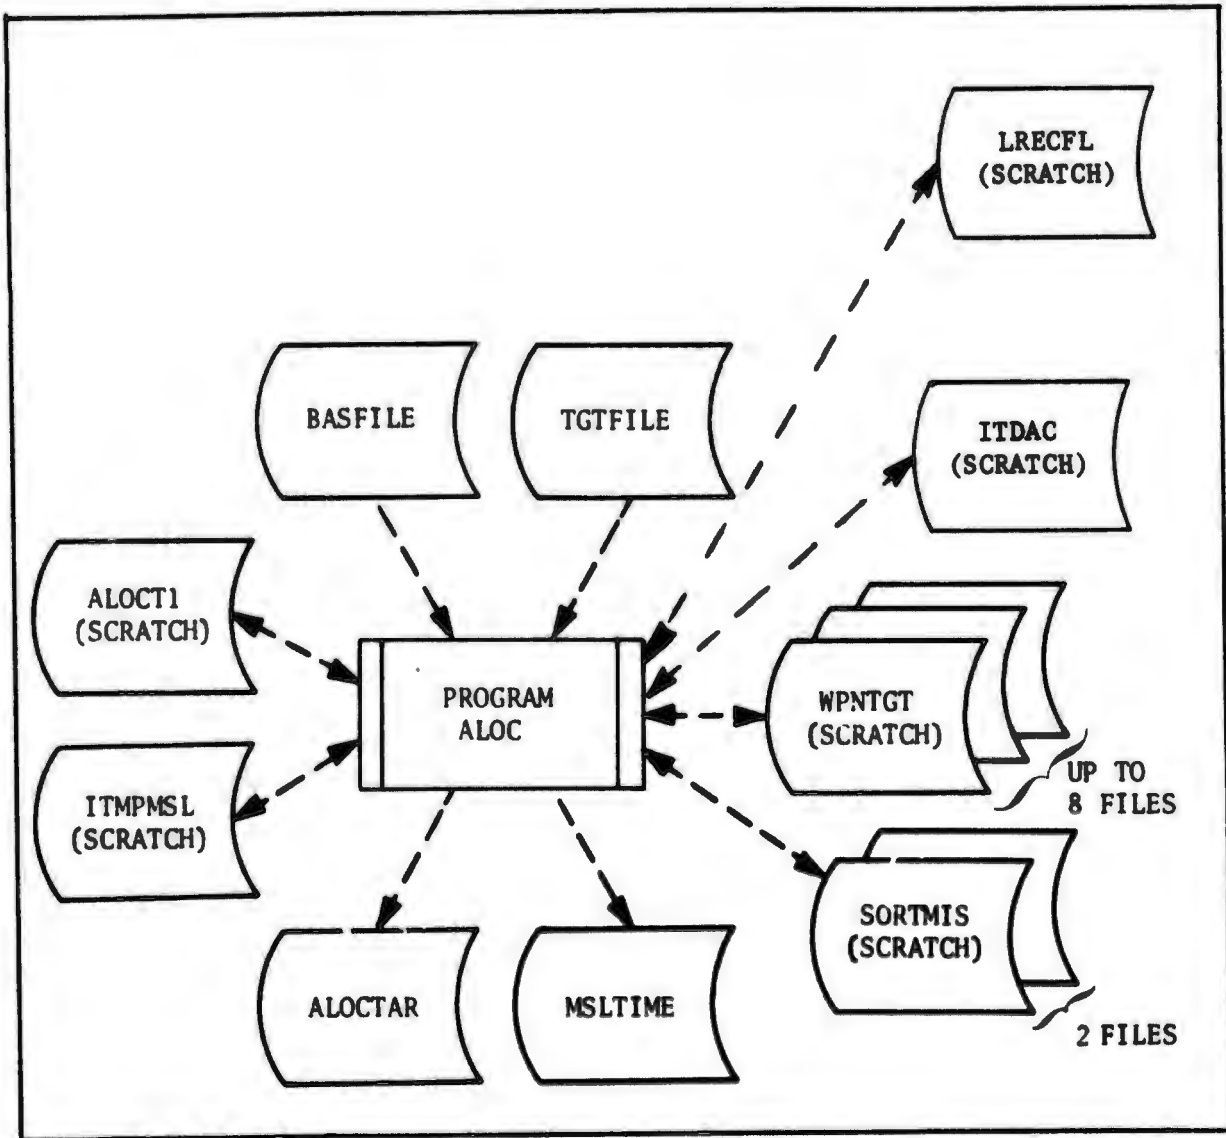 LRECFL
(SCRATCH)
BASFILE
TGTFILE
ITDAC
(SCRATCH)
ALOCT1
(SCRATCH)
PROGRAM
ALOC
WPNTGT
(SCRATCH)
UP TO
8 FILES
ITMPMSL
(SCRATCH)
SORTMIS
(SCRATCH)
2 FILES
ALOCTAR
MSLTIME